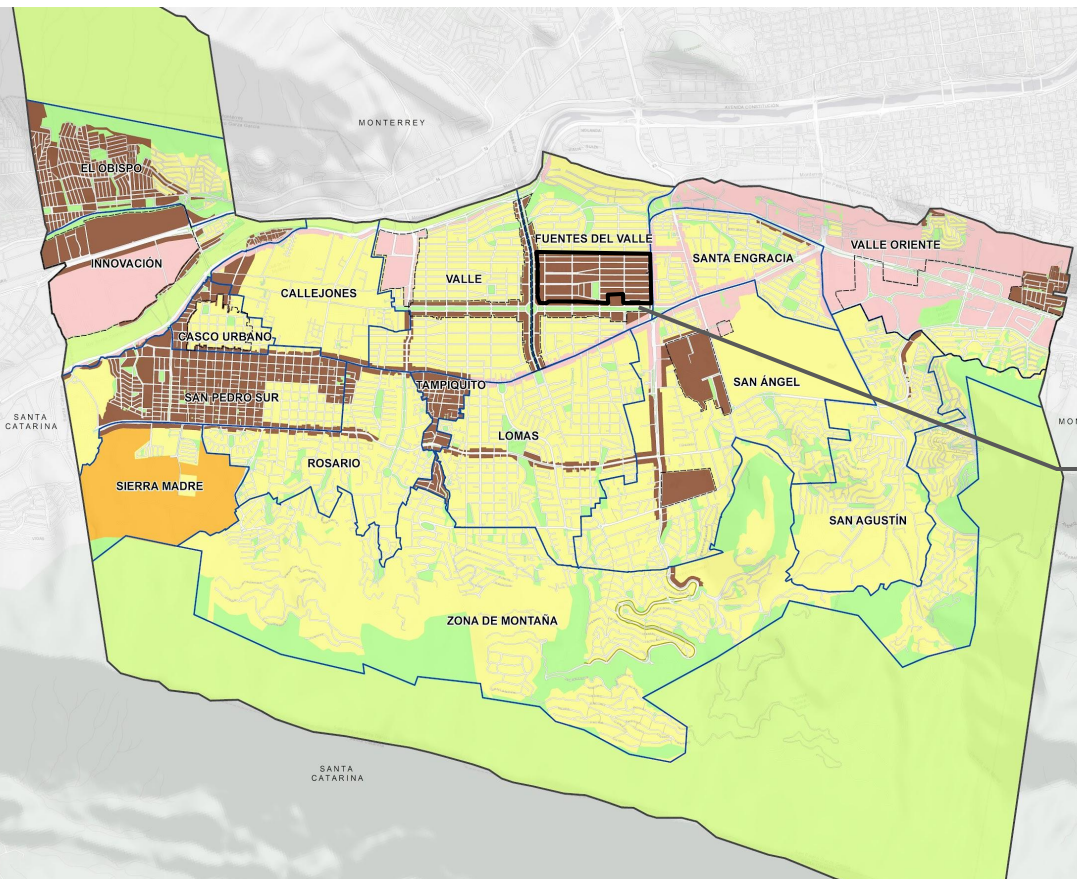 MONTERREY
EL OBISPO
FUENTES DEL VALLE
VALLE ORIENTE
SANTA ENGRACIA
INNOVACIÓN
VALLE
CALLEJONES
CASCO URBANO
TAMPIQUITO
SAN ÁNGEL
SAN PEDRO SUR
SANTA
CATARINA
MON
LOMAS
ROSARIO
SIERRA MADRE
SAN AGUSTÍN
ZONA DE MONTAÑA
SANTA
CATARINA